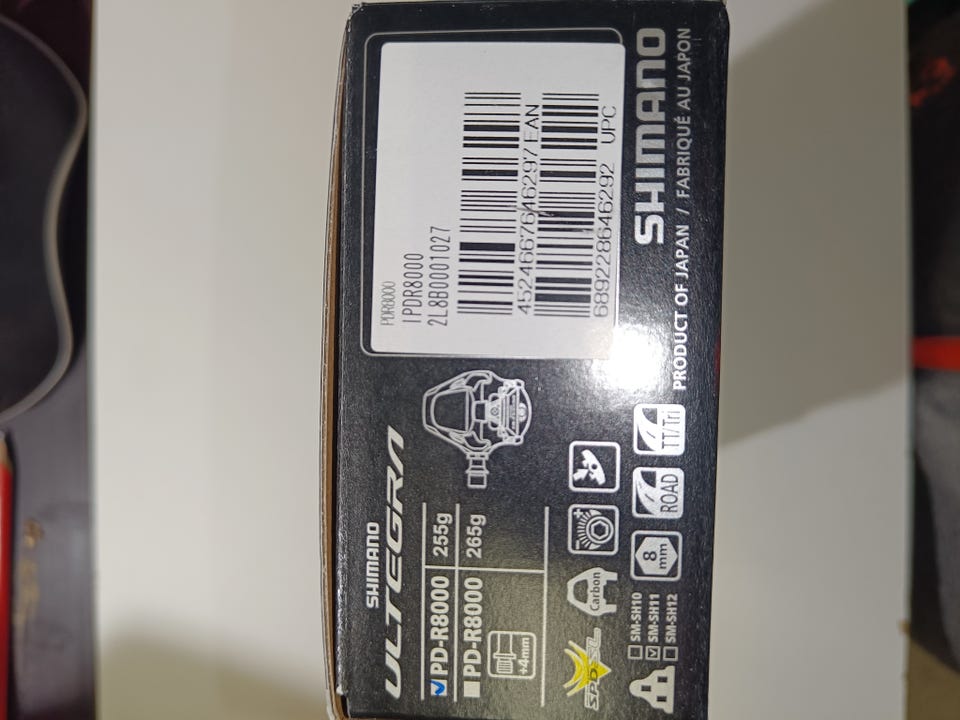 SHIMANO
ULTEGRA
PD-R8000 255g
PD-R8000 265g
+4mm
SPD-SL
Carbon
SM-SH10
SM-SH11
SM-SH12
8
mm
ROAD
TT/Tri
PDR8000
IPDR8000
2L8B0001027
4524667646297 EAN
689228646292 UPC
SHIMANO
PRODUCT OF JAPAN / FABRIQUÉ AU JAPON